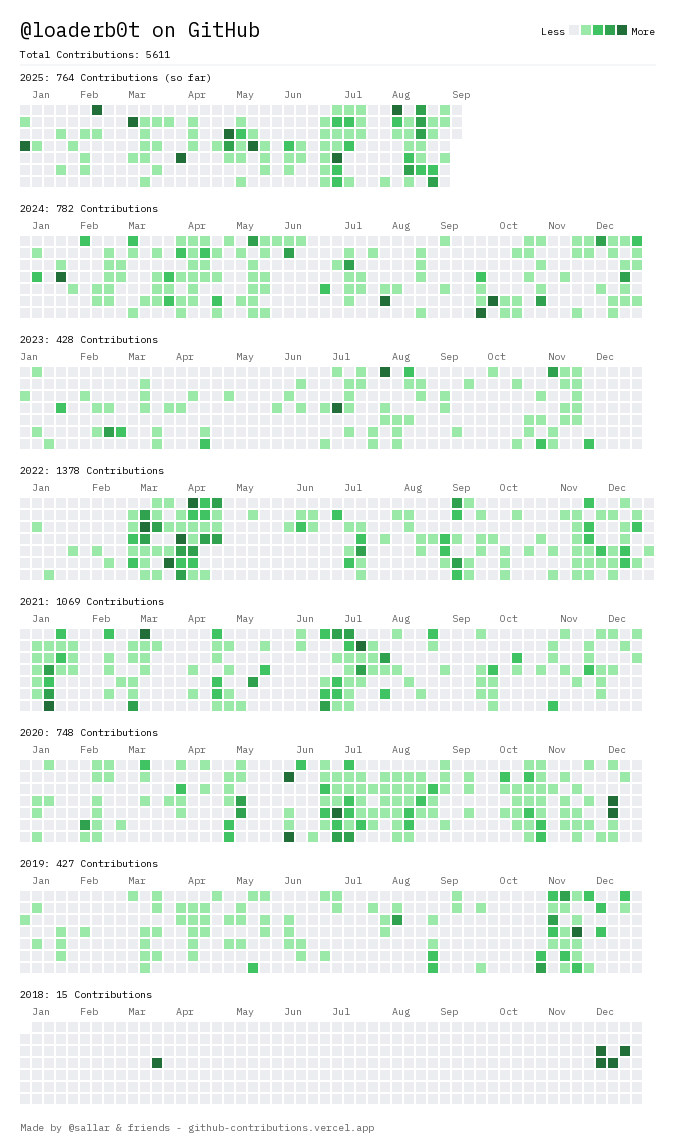 @loaderb0t on GitHub
Less More
Total Contributions: 5611
2025: 764 Contributions (so far)
Jan Feb Mar Apr May Jun Jul Aug Sep
2024: 782 Contributions
Jan Feb Mar Apr May Jun Jul Aug Sep Oct Nov Dec
2023: 428 Contributions
Jan Feb Mar Apr May Jun Jul Aug Sep Oct Nov Dec
2022: 1378 Contributions
Jan Feb Mar Apr May Jun Jul Aug Sep Oct Nov Dec
2021: 1069 Contributions
Jan Feb Mar Apr May Jun Jul Aug Sep Oct Nov Dec
2020: 748 Contributions
Jan Feb Mar Apr May Jun Jul Aug Sep Oct Nov Dec
2019: 427 Contributions
Jan Feb Mar Apr May Jun Jul Aug Sep Oct Nov Dec
2018: 15 Contributions
Jan Feb Mar Apr May Jun Jul Aug Sep Oct Nov Dec
Made by @sallar & friends - github-contributions.vercel.app